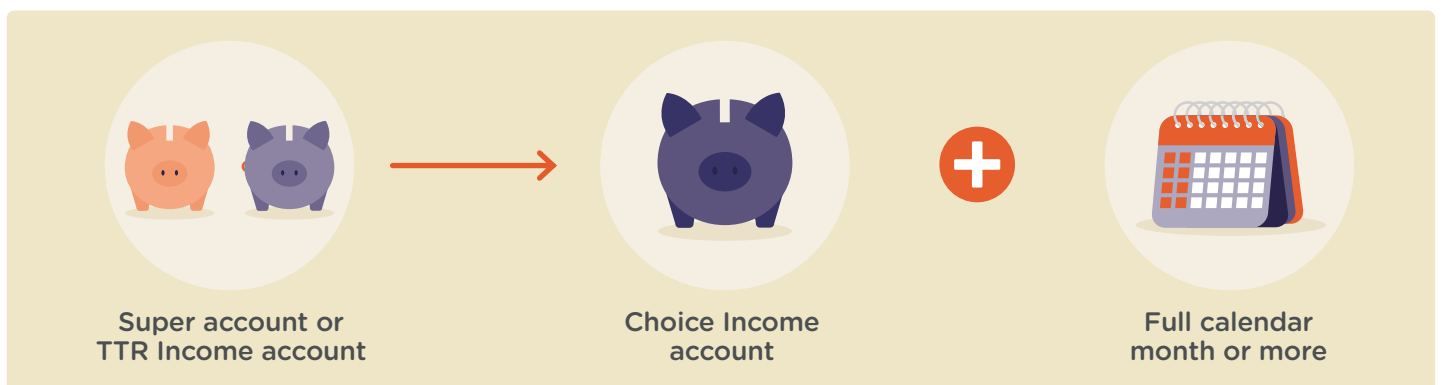 Super account or
TTR Income account
Choice Income
account
Full calendar
month or more